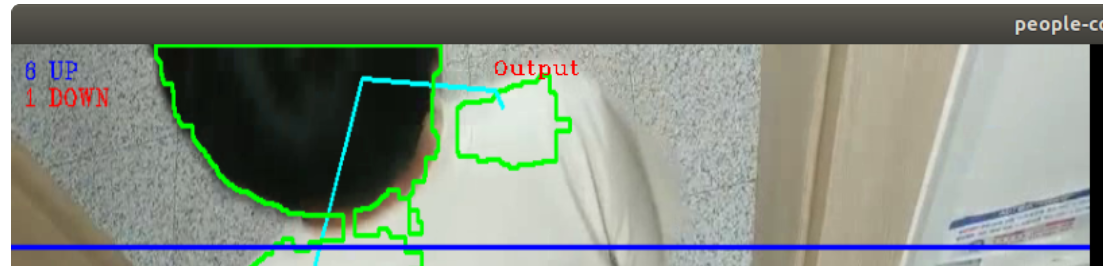 people-co
6 UP
Output
1 DOWN